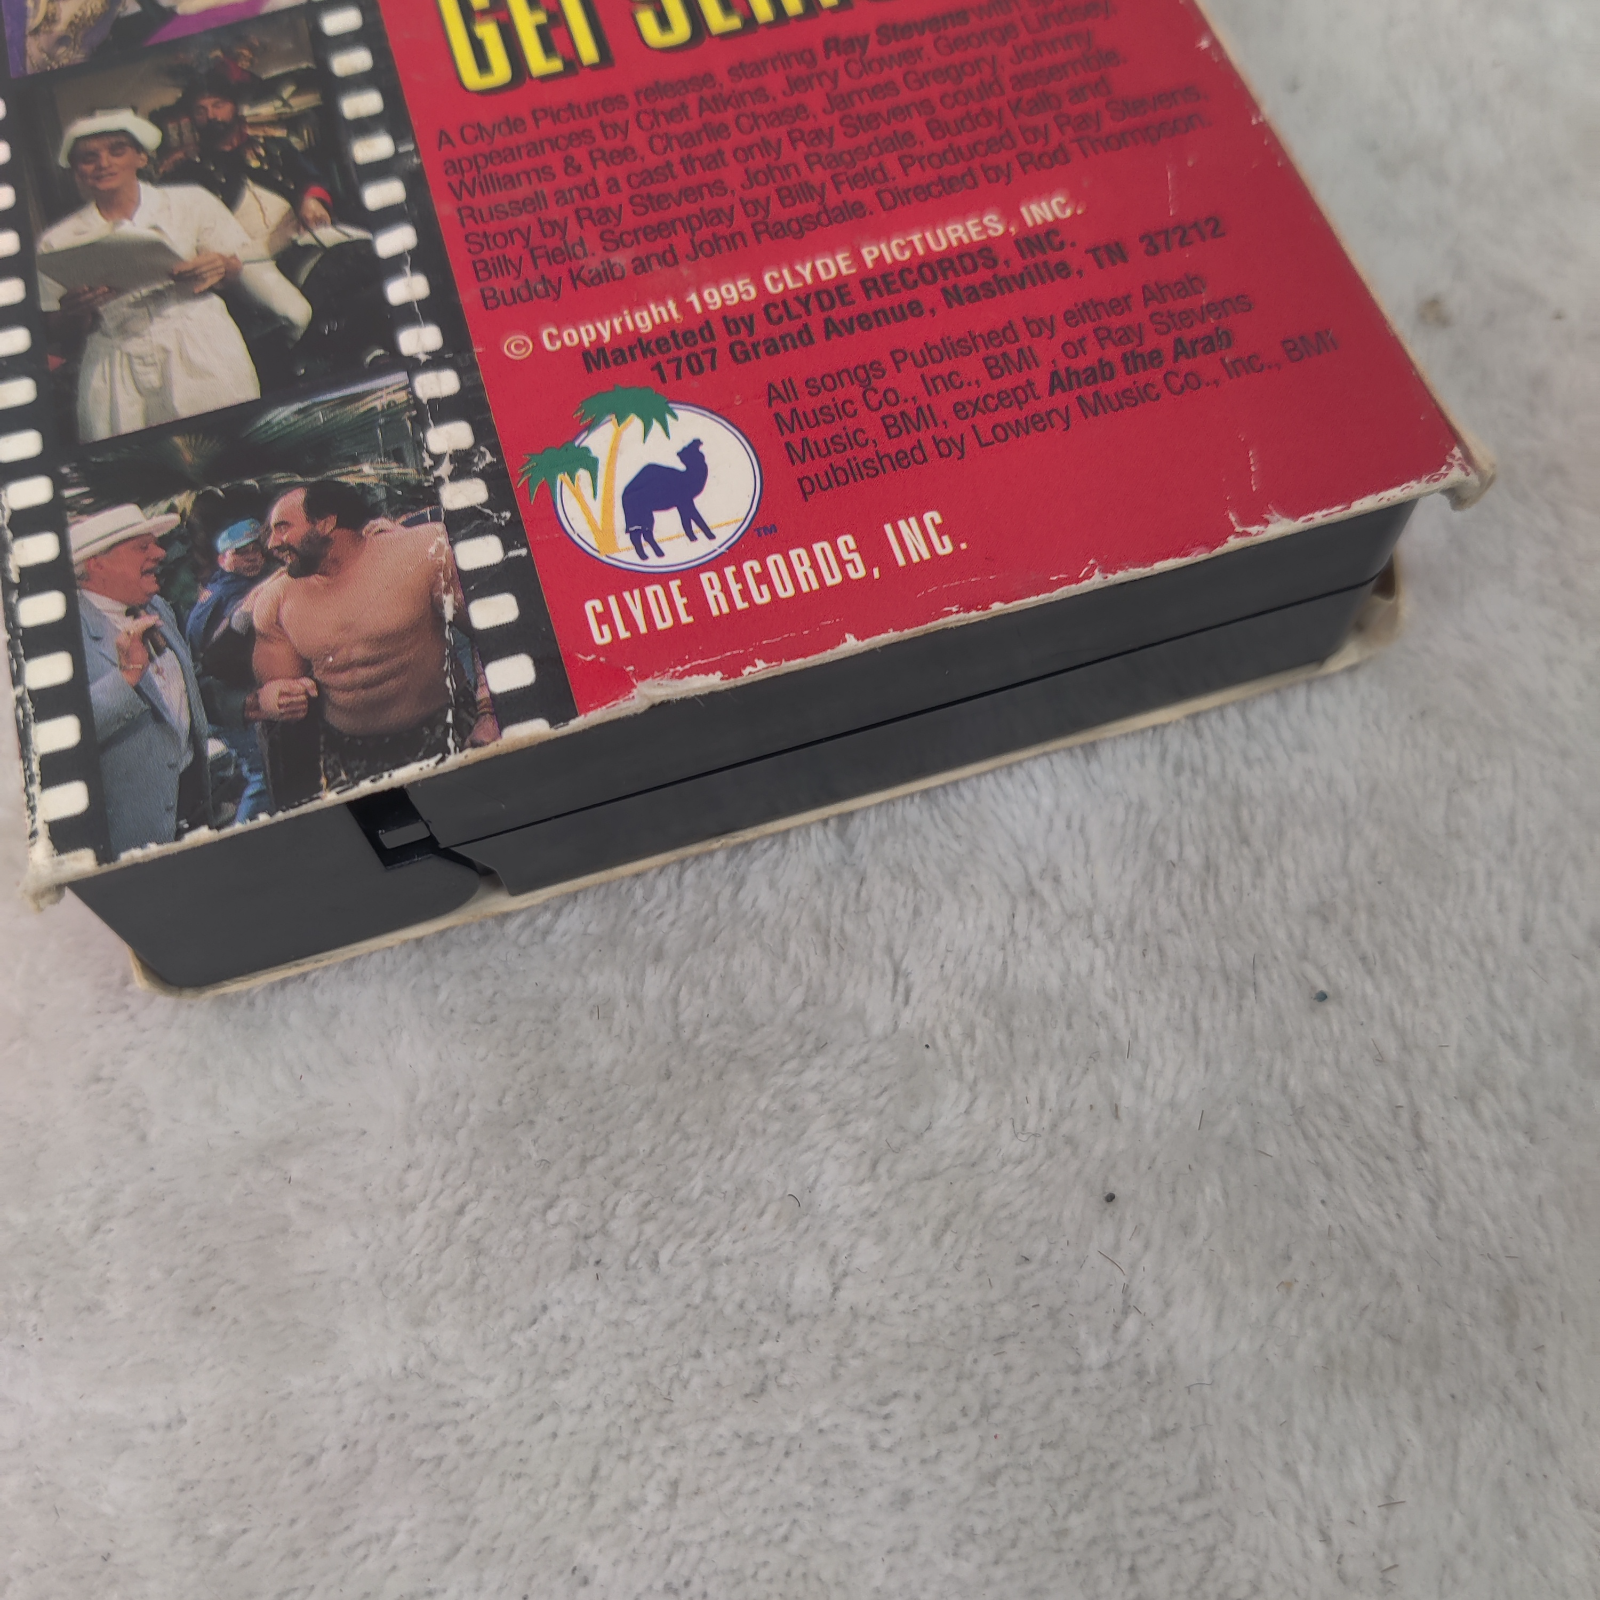 GET
A Clyde Pictures release, starring Ray Stevens with
appearances by Chet Atkins, Jerry Clower, George Lindsey,
Williams & Ree, Charlie Chase, James Gregory, Johnny
Russell and a cast that only Ray Stevens could assemble.
Story by Ray Stevens, John Ragsdale, Buddy Kalb and
Billy Field. Screenplay by Billy Field. Produced by Ray Stevens,
Buddy Kalb and John Ragsdale. Directed by Rod Thompson.
© Copyright 1995 CLYDE PICTURES, INC.
Marketed by CLYDE RECORDS, INC.
1707 Grand Avenue, Nashville, TN 37212
All songs Published by either Ahab
Music Co., Inc., BMI , or Ray Stevens
Music, BMI, except Ahab the Arab
published by Lowery Music Co., Inc., BMI
TM
CLYDE RECORDS, INC.